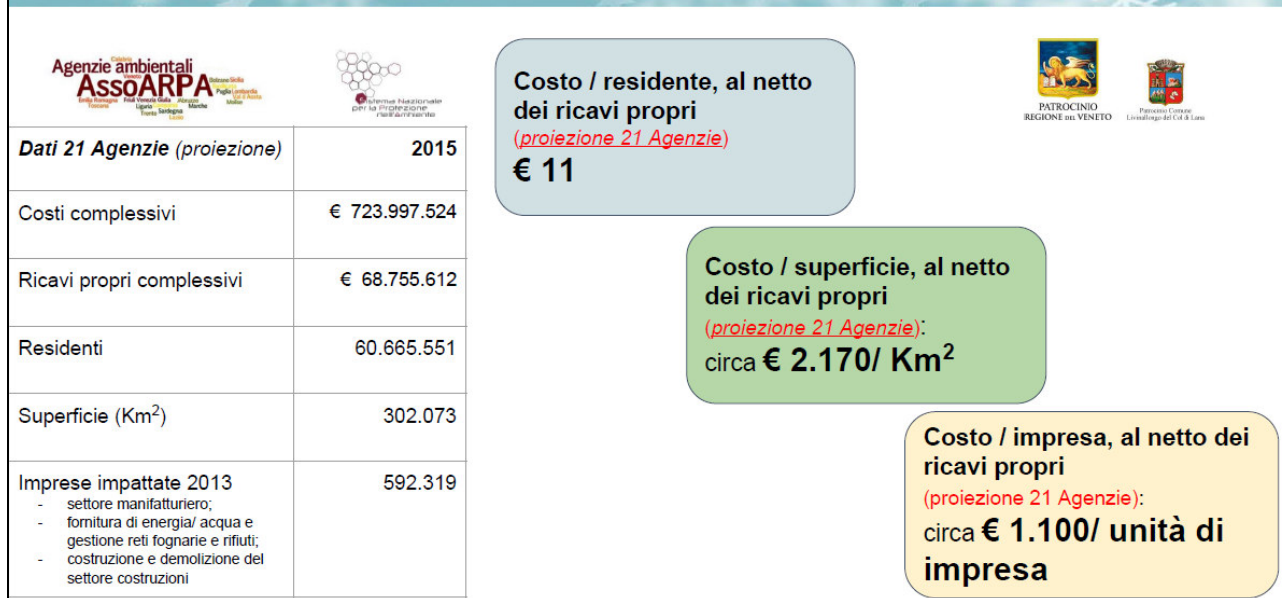 Agenzie ambientali
AssoARPA
Sistema Nazionale
per la Protezione
nell'ambiente
Dati 21 Agenzie (proiezione) 2015
Costi complessivi € 723.997.524
Ricavi propri complessivi € 68.755.612
Residenti 60.665.551
Superficie (Km²) 302.073
Imprese impattate 2013 592.319
- settore manifatturiero;
- fornitura di energia/ acqua e
gestione reti fognarie e rifiuti;
- costruzione e demolizione del
settore costruzioni
Costo / residente, al netto
dei ricavi propri
(proiezione 21 Agenzie)
€ 11
PATROCINIO
REGIONE DEL VENETO
Patrocinio Comune
Livinallongo del Col di Lana
Costo / superficie, al netto
dei ricavi propri
(proiezione 21 Agenzie):
circa € 2.170/ Km²
Costo / impresa, al netto dei
ricavi propri
(proiezione 21 Agenzie):
circa € 1.100/ unità di
impresa